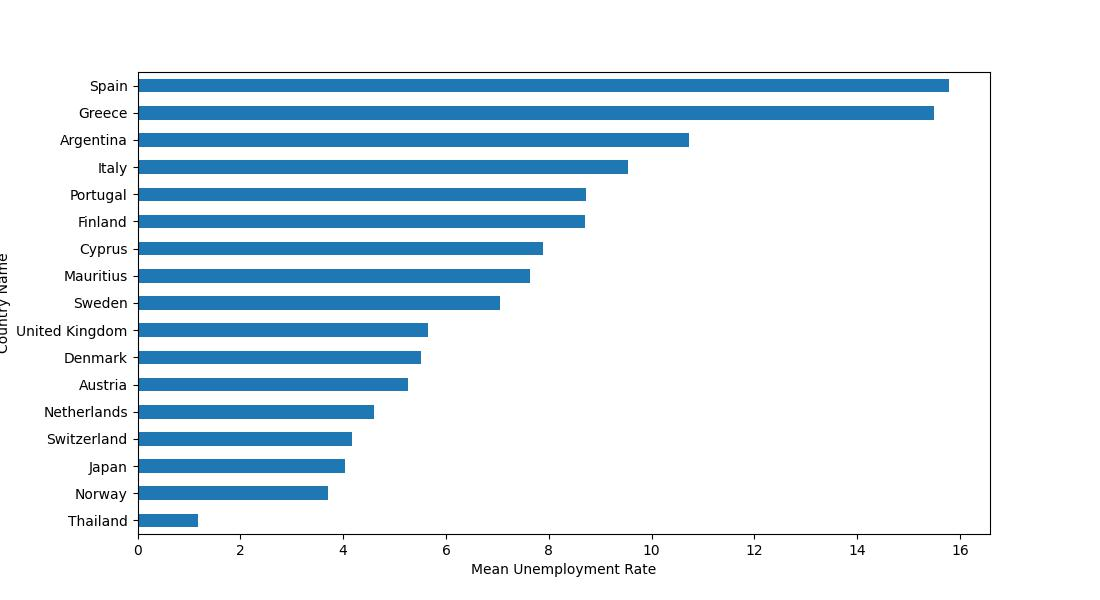 Spain
Greece
Argentina
Italy
Portugal
Finland
Cyprus
Mauritius
Sweden
United Kingdom
Denmark
Austria
Netherlands
Switzerland
Japan
Norway
Thailand
Country Name
0 2 4 6 8 10 12 14 16
Mean Unemployment Rate